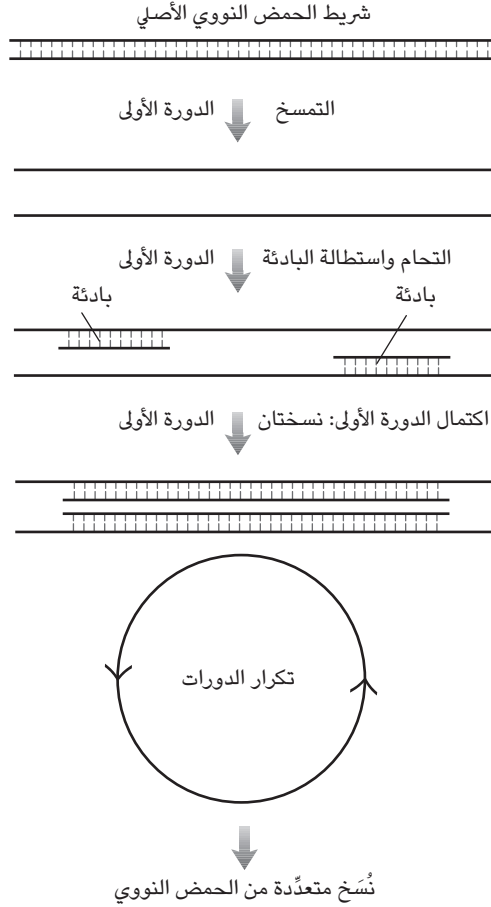 شريط الحمض النووي الأصلي
التمسخ الدورة الأولى
التحام واستطالة البادئة الدورة الأولى
بادئة بادئة
اكتمال الدورة الأولى: نسختان الدورة الأولى
تكرار الدورات
نُسَخ متعدِّدة من الحمض النووي